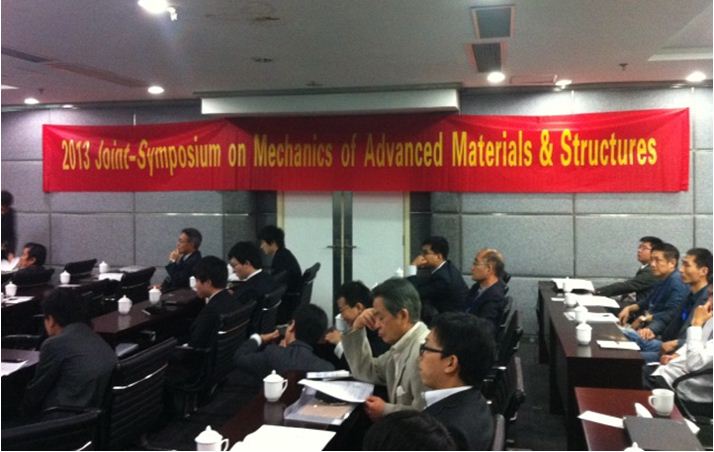 2013 Joint-Symposium on Mechanics of Advanced Materials & Structures